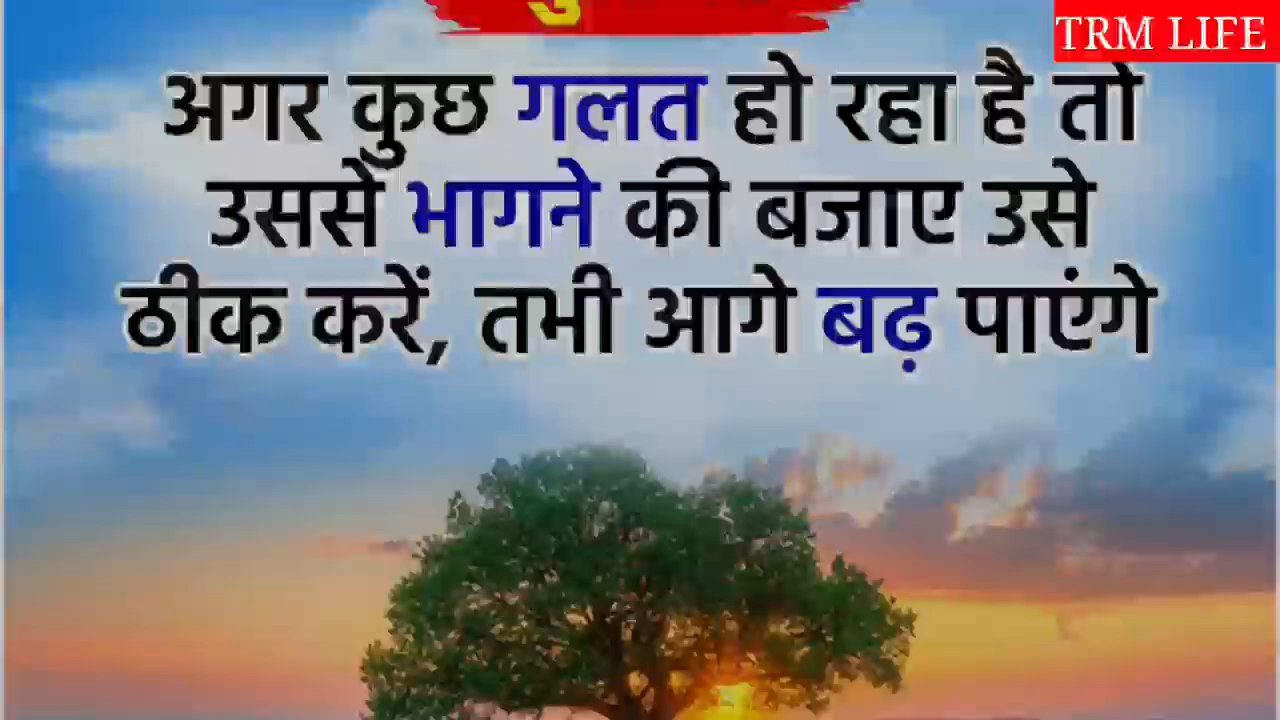 TRM LIFE
अगर कुछ गलत हो रहा है तो
उससे भागने की बजाए उसे
ठीक करें, तभी आगे बढ़ पाएंगे